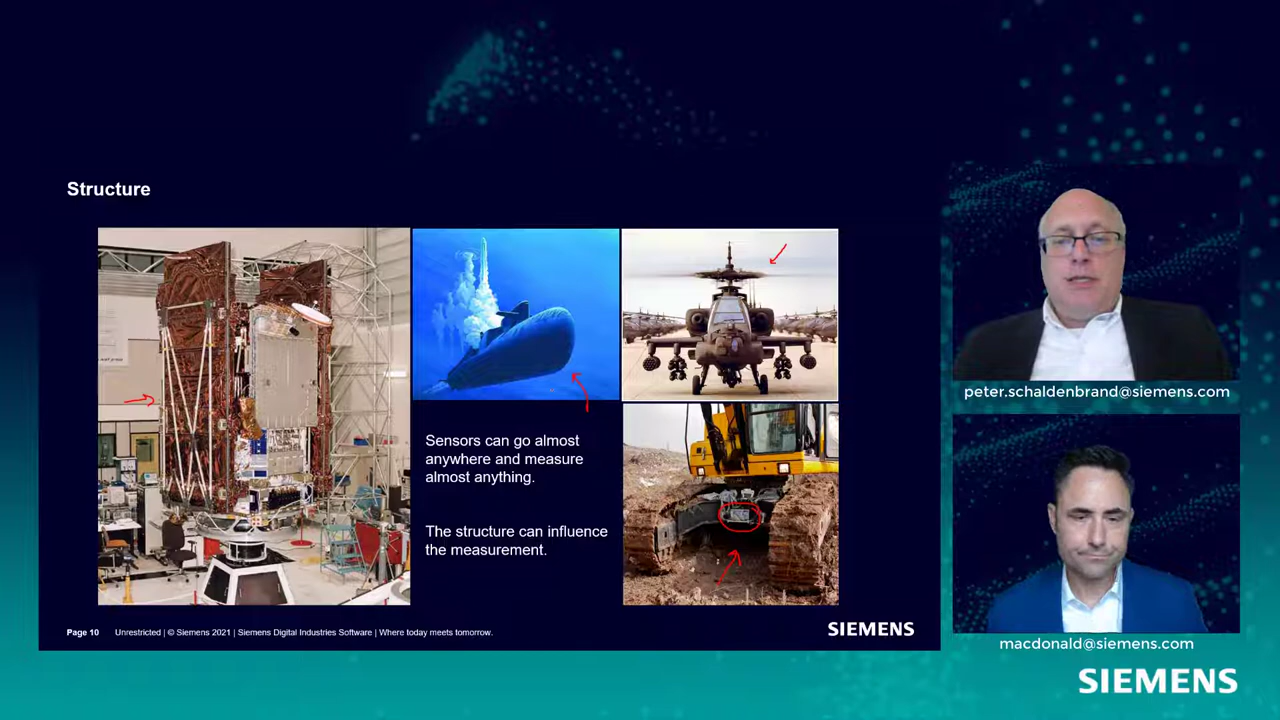 Structure
Sensors can go almost
anywhere and measure
almost anything.
The structure can influence
the measurement.
Page 10 Unrestricted | © Siemens 2021 | Siemens Digital Industries Software | Where today meets tomorrow.
SIEMENS
peter.schaldenbrand@siemens.com
macdonald@siemens.com
SIEMENS